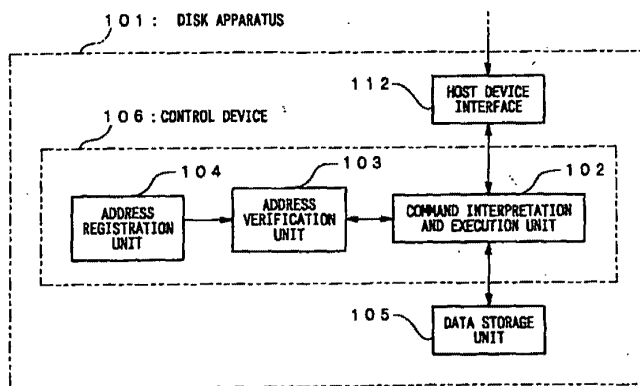 101: DISK APPARATUS
112
HOST DEVICE
INTERFACE
106: CONTROL DEVICE
104
103
102
ADDRESS
REGISTRATION
UNIT
ADDRESS
VERIFICATION
UNIT
COMMAND INTERPRETATION
AND EXECUTION UNIT
105
DATA STORAGE
UNIT